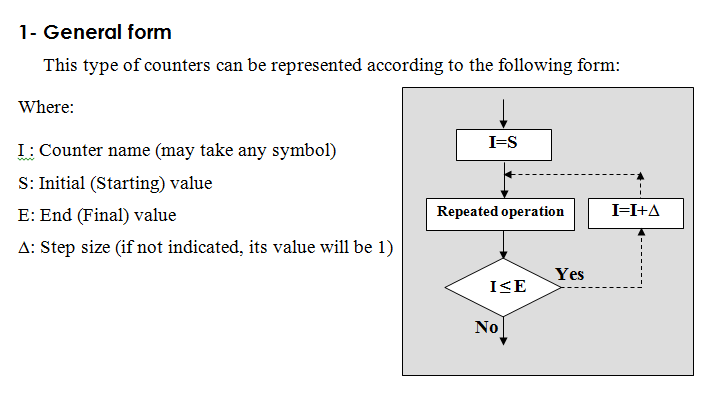 1- General form
This type of counters can be represented according to the following form:
Where:
I : Counter name (may take any symbol)
S: Initial (Starting) value
E: End (Final) value
Δ: Step size (if not indicated, its value will be 1)
I=S
Repeated operation
I=I+Δ
I≤E
Yes
No